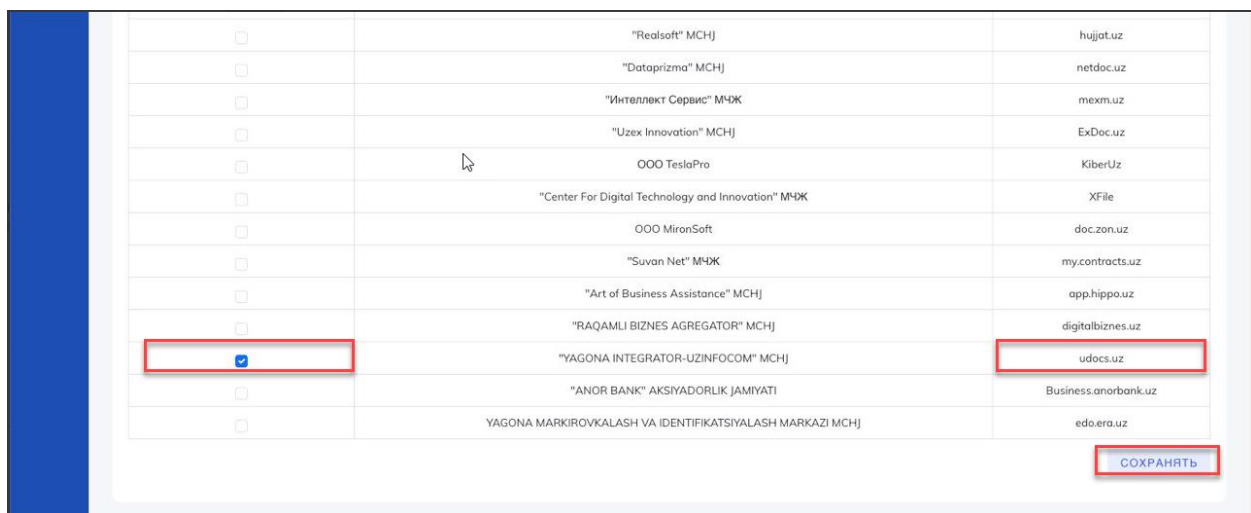 "Realsoft" MCHJ hujjat.uz
"Dataprizma" MCHJ netdoc.uz
"Интеллект Сервис" МЧЖ mexm.uz
"Uzex Innovation" MCHJ ExDoc.uz
ООО TeslaPro KiberUz
"Center For Digital Technology and Innovation" МЧЖ XFile
ООО MironSoft doc.zon.uz
"Suvan Net" МЧЖ my.contracts.uz
"Art of Business Assistance" MCHJ app.hippo.uz
"RAQAMLI BIZNES AGREGATOR" MCHJ digitalbiznes.uz
"YAGONA INTEGRATOR-UZINFOCOM" MCHJ udocs.uz
"ANOR BANK" AKSIYADORLIK JAMIYATI Business.anorbank.uz
YAGONA MARKIROVKALASH VA IDENTIFIKATSIYALASH MARKAZI MCHJ edo.era.uz
СОХРАНЯТЬ